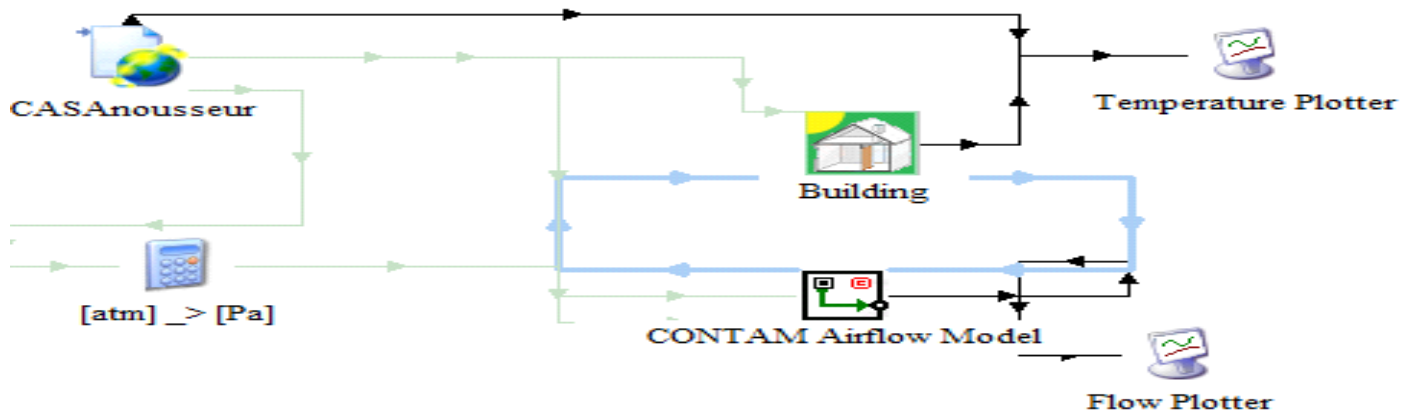 CASAnousseur
Temperature Plotter
Building
[atm] _> [Pa]
CONTAM Airflow Model
Flow Plotter